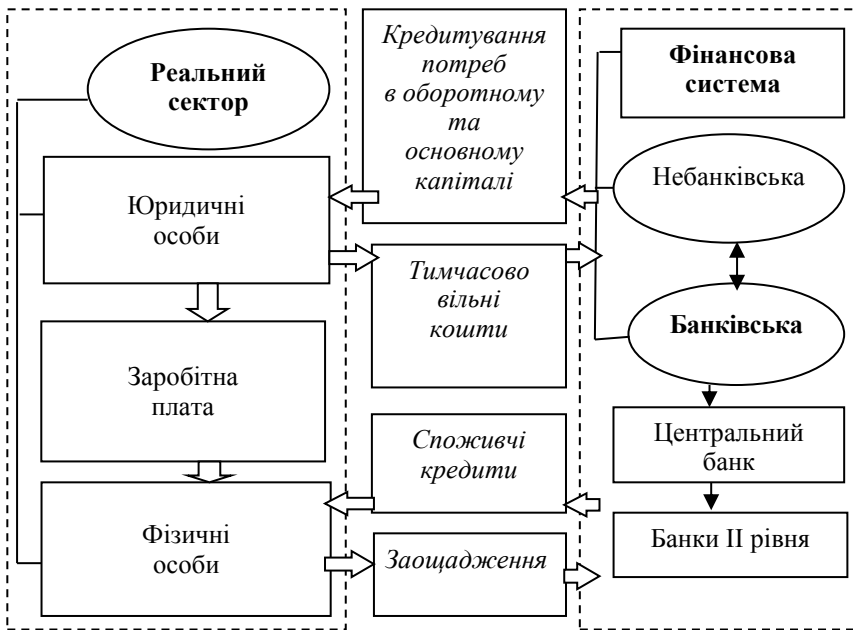 Реальний
сектор
Юридичні
особи
Заробітна
плата
Фізичні
особи
Кредитування
потреб
в оборотному
та
основному
капіталі
Тимчасово
вільні
кошти
Споживчі
кредити
Заощадження
Фінансова
система
Небанківська
Банківська
Центральний
банк
Банки ІІ рівня